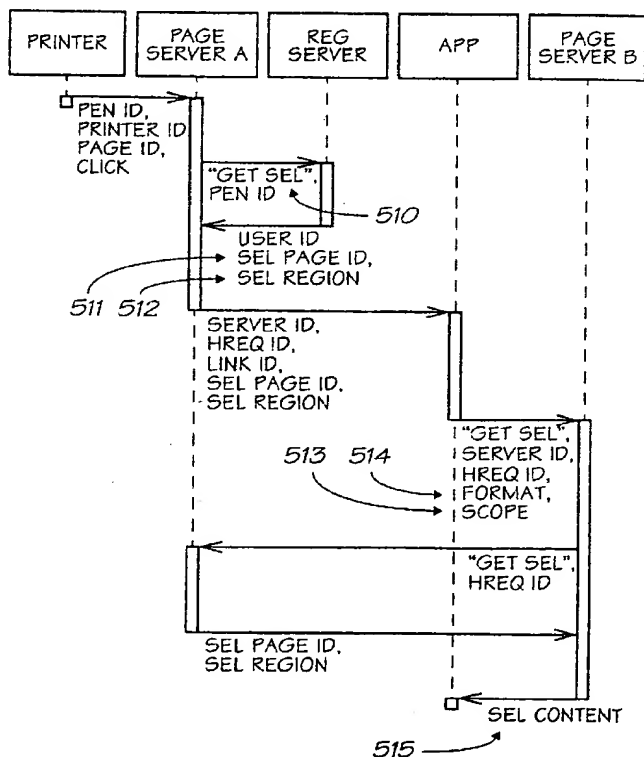 PRINTER
PAGE
SERVER A
REG
SERVER
APP
PAGE
SERVER B
PEN ID,
PRINTER ID
PAGE ID,
CLICK
"GET SEL",
PEN ID
510
USER ID
SEL PAGE ID,
SEL REGION
511
512
SERVER ID,
HREQ ID,
LINK ID,
SEL PAGE ID,
SEL REGION
"GET SEL",
SERVER ID,
HREQ ID,
FORMAT,
SCOPE
513
514
"GET SEL",
HREQ ID
SEL PAGE ID,
SEL REGION
SEL CONTENT
515